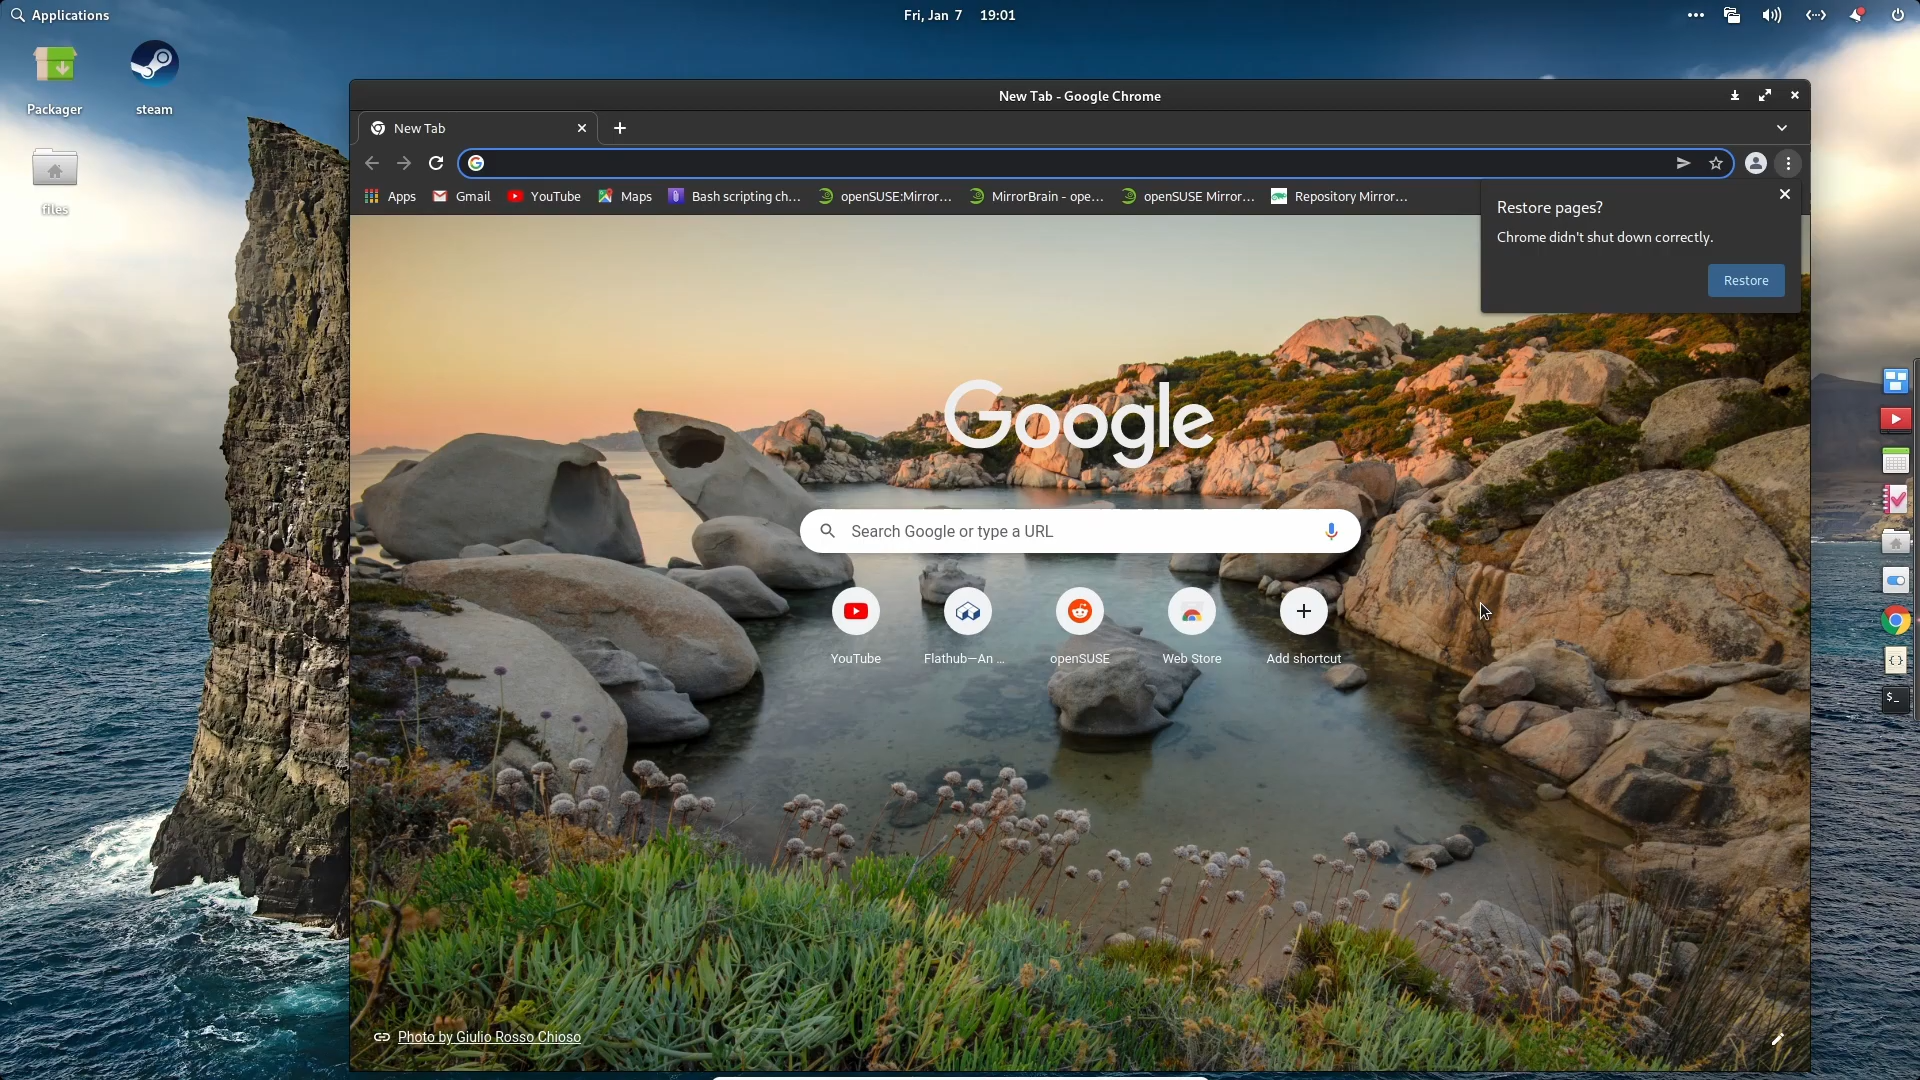 Applications
Fri, Jan 7 19:01
Packager
steam
files
New Tab - Google Chrome
New Tab
Apps
Gmail
YouTube
Maps
Bash scripting ch...
openSUSE:Mirror...
MirrorBrain - ope...
openSUSE Mirror...
Repository Mirror...
Restore pages?
Chrome didn't shut down correctly.
Restore
Google
Search Google or type a URL
YouTube
Flathub—An ...
openSUSE
Web Store
Add shortcut
Photo by Giulio Rosso Chioso